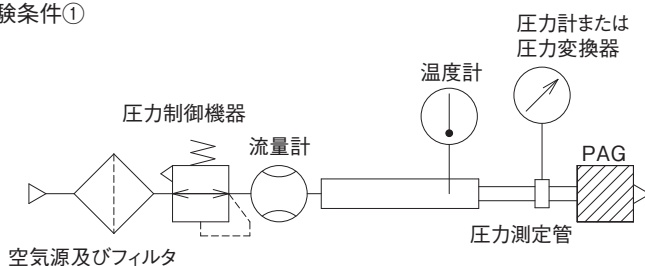 験条件①
圧力計または
圧力変換器
温度計
圧力制御機器
流量計
PAG
圧力測定管
空気源及びフィルタ